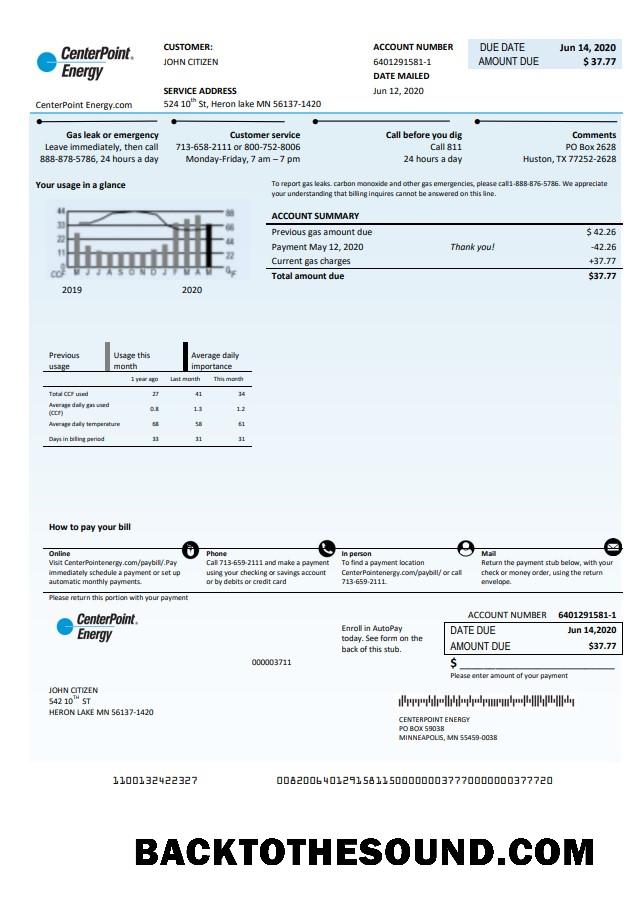 CenterPoint®
Energy
CenterPoint Energy.com
CUSTOMER:
JOHN CITIZEN
SERVICE ADDRESS
524 10th St, Heron lake MN 56137-1420
ACCOUNT NUMBER
6401291581-1
DATE MAILED
Jun 12, 2020
DUE DATE Jun 14, 2020
AMOUNT DUE $ 37.77
Gas leak or emergency
Leave immediately, then call
888-878-5786, 24 hours a day
Customer service
713-658-2111 or 800-752-8006
Monday-Friday, 7 am – 7 pm
Call before you dig
Call 811
24 hours a day
Comments
PO Box 2628
Huston, TX 77252-2628
Your usage in a glance
44
33
22
11
0
CCF
88
66
44
22
0
°F
M J J A S O N D J F M A M
2019 2020
To report gas leaks. carbon monoxide and other gas emergencies, please call1-888-876-5786. We appreciate
your understanding that billing inquires cannot be answered on this line.
ACCOUNT SUMMARY
Previous gas amount due $ 42.26
Payment May 12, 2020 Thank you! -42.26
Current gas charges +37.77
Total amount due $37.77
Previous usage
Usage this month
Average daily importance
1 year ago Last month This month
Total CCF used 27 41 34
Average daily gas used (CCF) 0.8 1.3 1.2
Average daily temperature 68 58 61
Days in billing period 33 31 31
How to pay your bill
Online
Visit CenterPointenergy.com/paybill/.Pay
immediately schedule a payment or set up
automatic monthly payments.
Phone
Call 713-659-2111 and make a payment
using your checking or savings account
or by debits or credit card
In person
To find a payment location
CenterPointenergy.com/paybill/ or call
713-659-2111.
Mail
Return the payment stub below, with your
check or money order, using the return
envelope.
Please return this portion with your payment
CenterPoint®
Energy
000003711
Enroll in AutoPay
today. See form on the
back of this stub.
ACCOUNT NUMBER 6401291581-1
DATE DUE Jun 14,2020
AMOUNT DUE $37.77
$
Please enter amount of your payment
JOHN CITIZEN
542 10TH ST
HERON LAKE MN 56137-1420
CENTERPOINT ENERGY
PO BOX 59038
MINNEAPOLIS, MN 55459-0038
1100132422327
BACKTOTHESOUND.COM